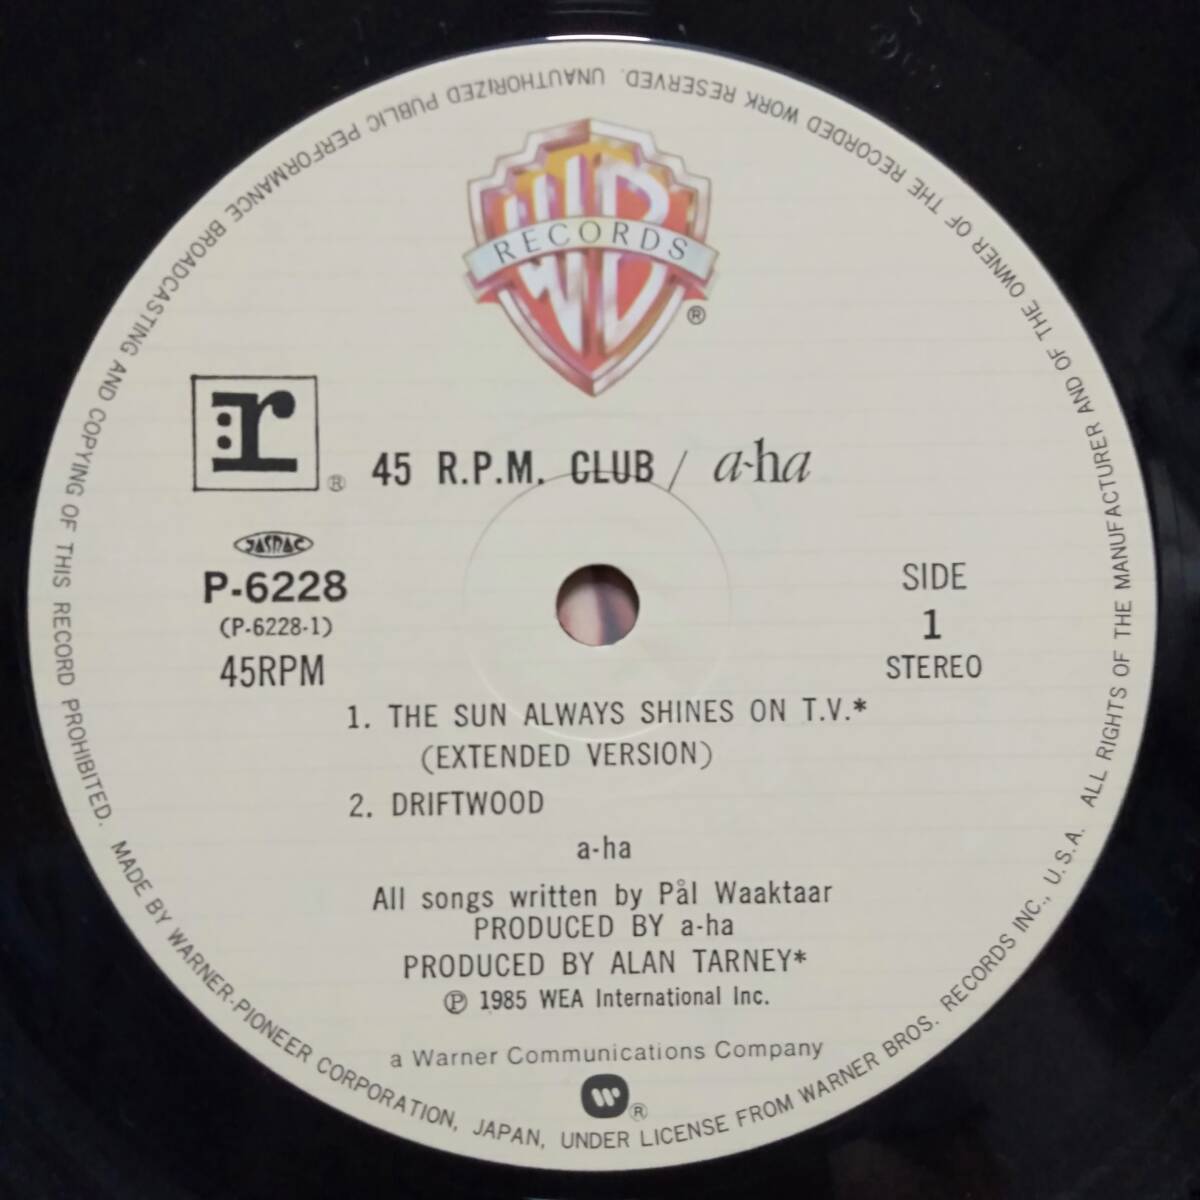 WB
RECORDS
®
r
®
45 R.P.M. CLUB / a-ha
JASRAC
P-6228
(P-6228-1)
45RPM
SIDE
1
STEREO
1. THE SUN ALWAYS SHINES ON T.V.*
(EXTENDED VERSION)
2. DRIFTWOOD
a-ha
All songs written by Pål Waaktaar
PRODUCED BY a-ha
PRODUCED BY ALAN TARNEY*
℗ 1985 WEA International Inc.
a Warner Communications Company
W
®
MADE BY WARNER-PIONEER CORPORATION, JAPAN, UNDER LICENSE FROM WARNER BROS. RECORDS INC., U.S.A. ALL RIGHTS OF THE MANUFACTURER AND OF THE OWNER OF THE RECORDED WORK RESERVED. UNAUTHORIZED PUBLIC PERFORMANCE BROADCASTING AND COPYING OF THIS RECORD PROHIBITED.